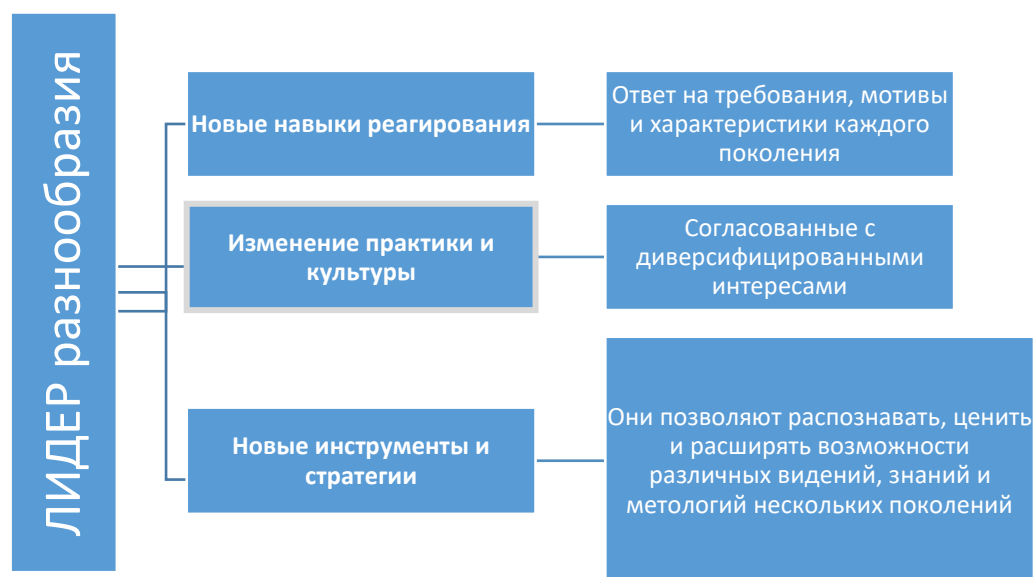 ЛИДЕР разнообразия
Новые навыки реагирования
Ответ на требования, мотивы
и характеристики каждого
поколения
Изменение практики и
культуры
Согласованные с
диверсифицированными
интересами
Новые инструменты и
стратегии
Они позволяют распознавать, ценить
и расширять возможности
различных видений, знаний и
метологий нескольких поколений